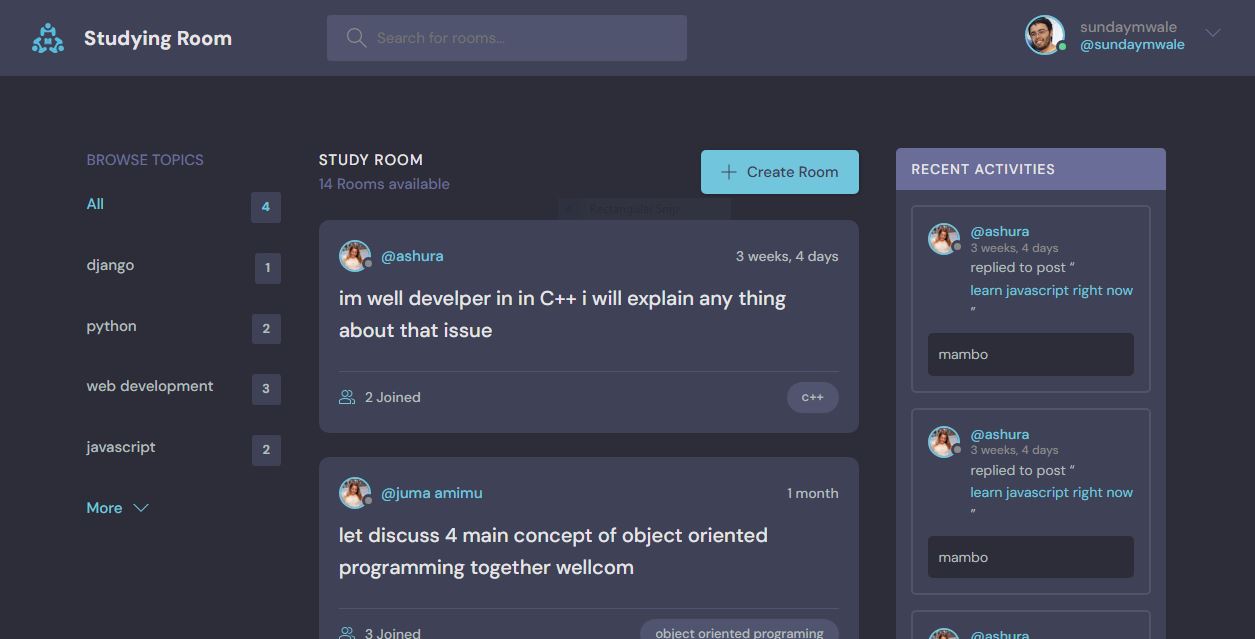 Studying Room
Search for rooms...
sundaymwale
@sundaymwale
BROWSE TOPICS
All 4
django 1
python 2
web development 3
javascript 2
More
STUDY ROOM
14 Rooms available
Create Room
Rectangular Snip
@ashura 3 weeks, 4 days
im well develper in in C++ i will explain any thing
about that issue
2 Joined c++
@juma amimu 1 month
let discuss 4 main concept of object oriented
programming together wellcom
3 Joined object oriented programing
RECENT ACTIVITIES
@ashura
3 weeks, 4 days
replied to post “
learn javascript right now
”
mambo
@ashura
3 weeks, 4 days
replied to post “
learn javascript right now
”
mambo
@ashura